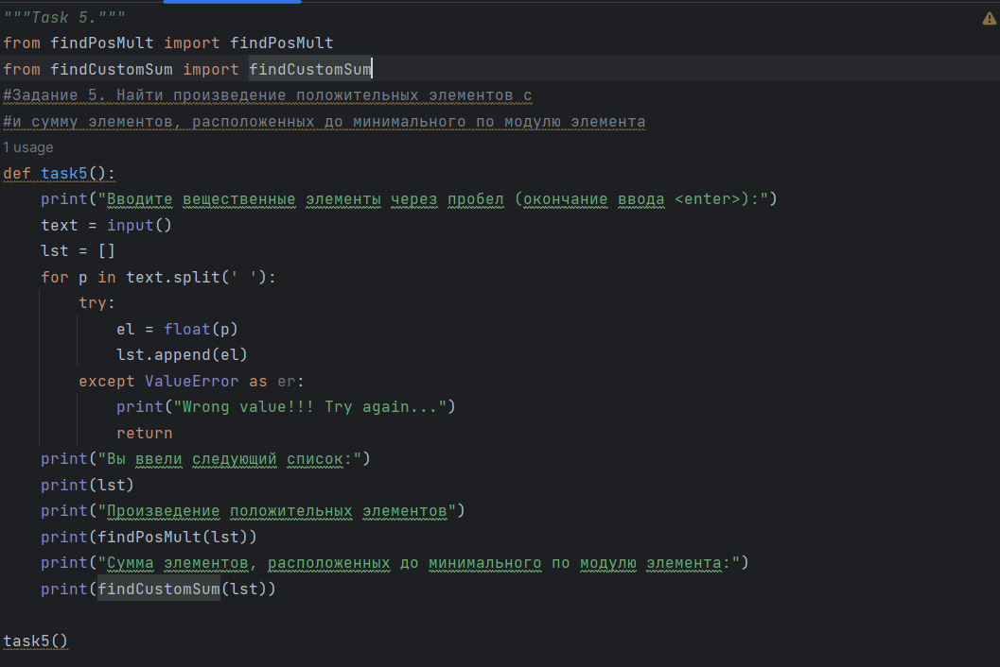 """Task 5."""
from findPosMult import findPosMult
from findCustomSum import findCustomSum
#Задание 5. Найти произведение положительных элементов с
#и сумму элементов, расположенных до минимального по модулю элемента
1 usage
def task5():
    print("Вводите вещественные элементы через пробел (окончание ввода <enter>):")
    text = input()
    lst = []
    for p in text.split(' '):
        try:
            el = float(p)
            lst.append(el)
        except ValueError as er:
            print("Wrong value!!! Try again...")
            return
    print("Вы ввели следующий список:")
    print(lst)
    print("Произведение положительных элементов")
    print(findPosMult(lst))
    print("Сумма элементов, расположенных до минимального по модулю элемента:")
    print(findCustomSum(lst))
task5()